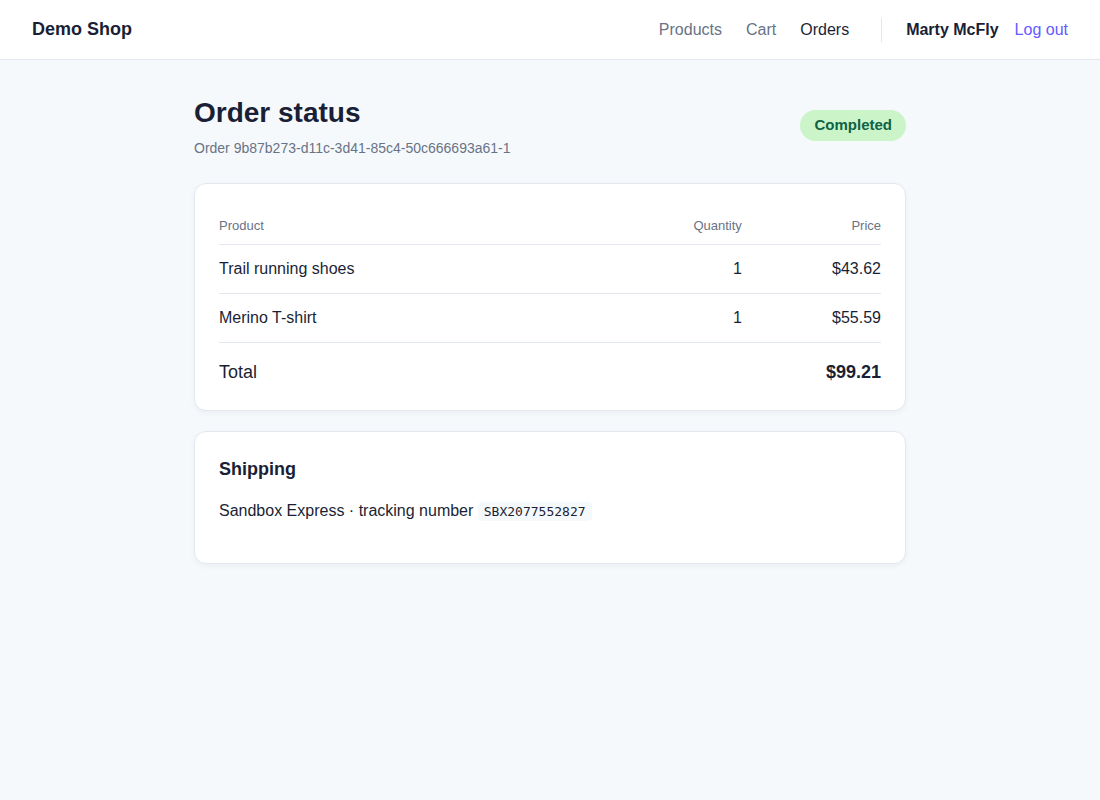 Demo Shop Products Cart Orders Marty McFly Log out
Order status
Completed
Order 9b87b273-d11c-3d41-85c4-50c666693a61-1
Product Quantity Price
Trail running shoes 1 $43.62
Merino T-shirt 1 $55.59
Total $99.21
Shipping
Sandbox Express · tracking number SBX2077552827